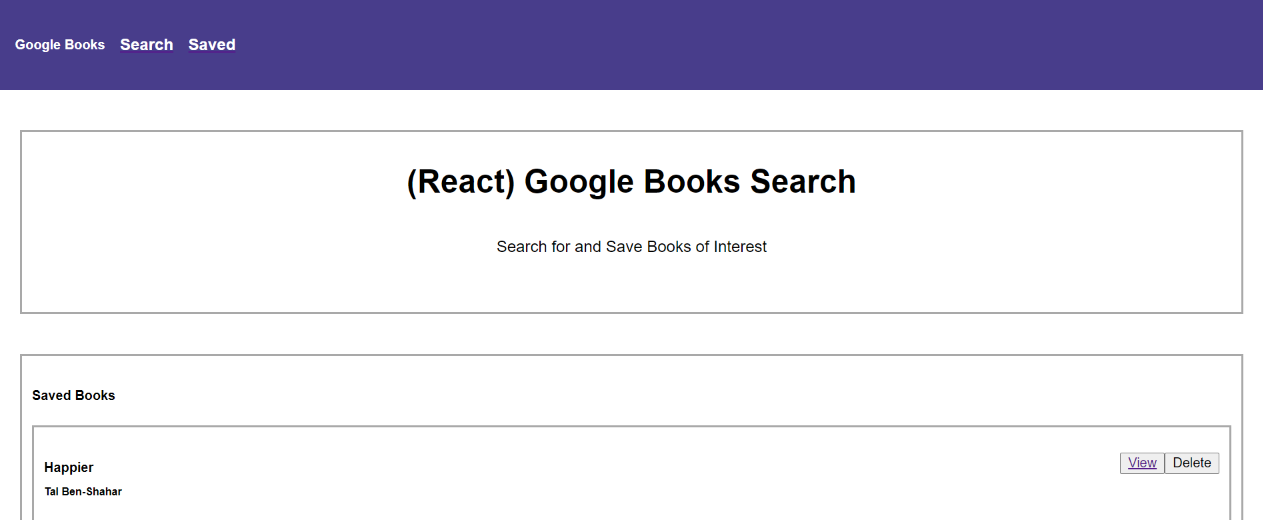 Google Books Search Saved
(React) Google Books Search
Search for and Save Books of Interest
Saved Books
Happier
View Delete
Tal Ben-Shahar